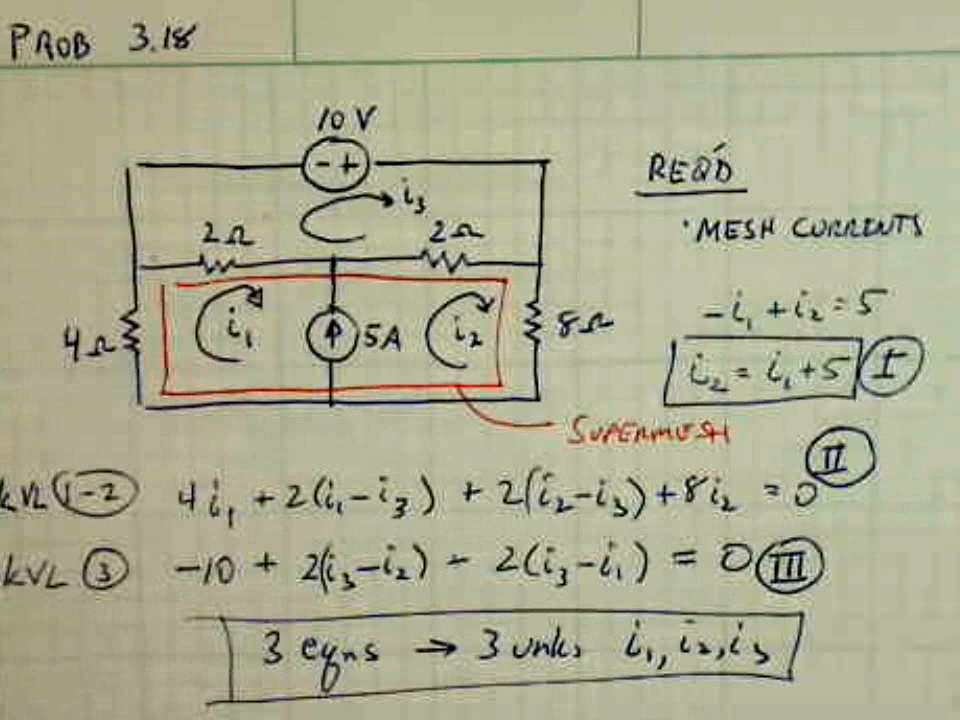 PROB 3.18
10 V
- +
i₃
2Ω 2Ω
4Ω i₁ 5A i₂ 8Ω
SUPERMESH
REQ'D
· MESH CURRENTS
-i₁ + i₂ = 5
i₂ = i₁ + 5 I
KVL 1-2 4i₁ + 2(i₁-i₃) + 2(i₂-i₃) + 8i₂ = 0 II
KVL 3 -10 + 2(i₃-i₂) - 2(i₃-i₁) = 0 III
3 eqns → 3 unks i₁, i₂, i₃